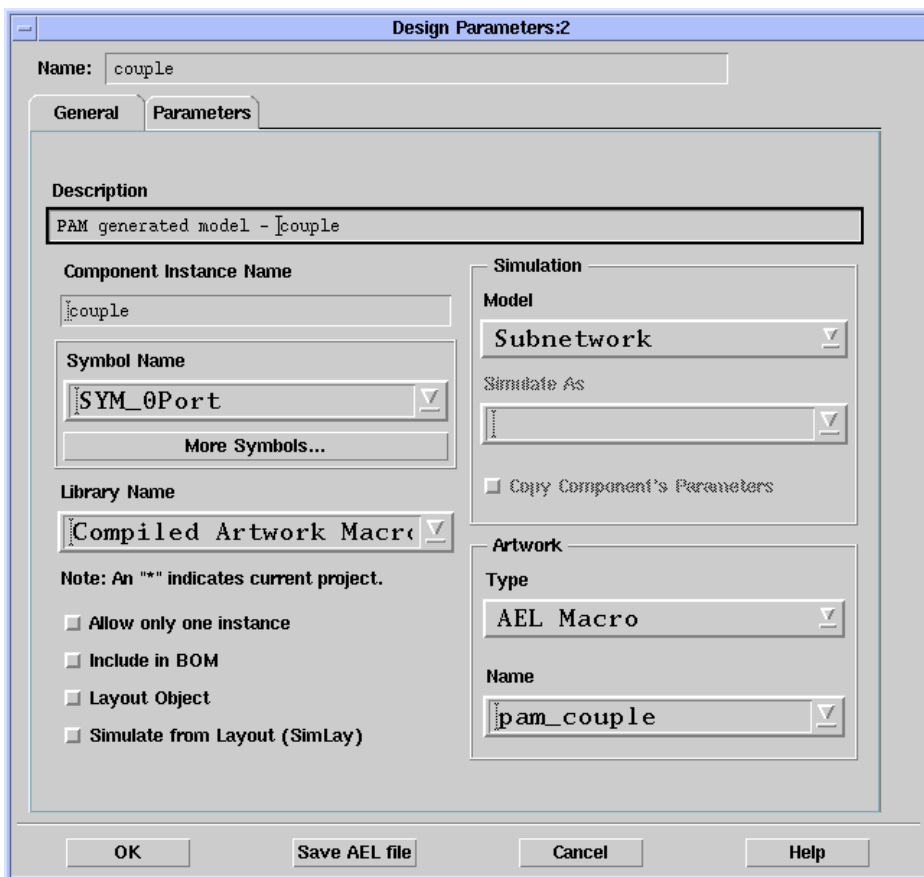 Design Parameters:2
Name: couple
General Parameters
Description
PAM generated model - couple
Component Instance Name
couple
Symbol Name
SYM_0Port
More Symbols...
Library Name
Compiled Artwork Macr
Note: An "*" indicates current project.
Allow only one instance
Include in BOM
Layout Object
Simulate from Layout (SimLay)
Simulation
Model
Subnetwork
Simulate As
Copy Component's Parameters
Artwork
Type
AEL Macro
Name
pam_couple
OK Save AEL file Cancel Help